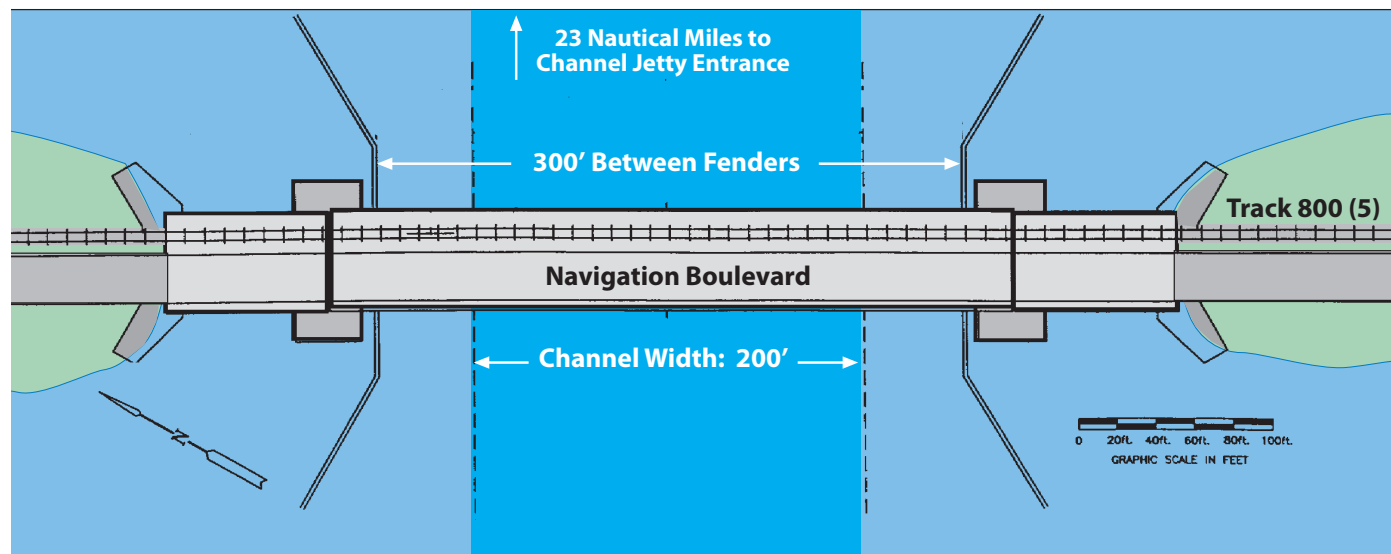 23 Nautical Miles to
Channel Jetty Entrance
300’ Between Fenders
Track 800 (5)
Navigation Boulevard
Channel Width: 200’
N
0 20ft. 40ft. 60ft. 80ft. 100ft.
GRAPHIC SCALE IN FEET